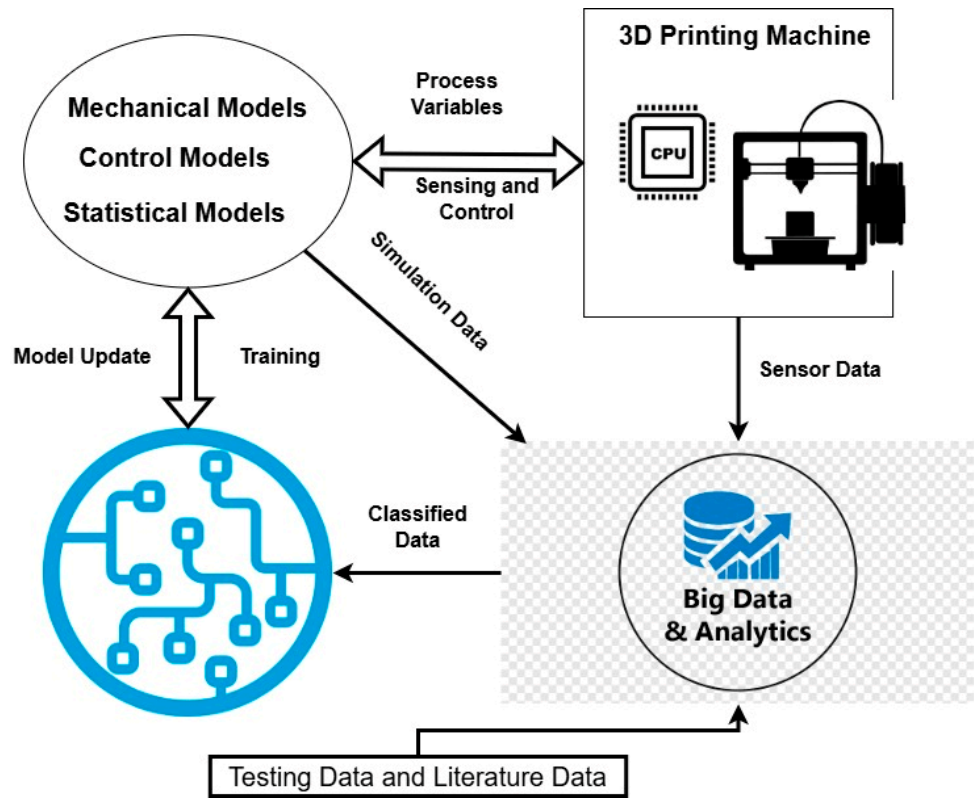 3D Printing Machine
Mechanical Models
Control Models
Statistical Models
Process
Variables
Sensing and
Control
CPU
Simulation Data
Model Update
Training
Sensor Data
Classified
Data
Big Data
& Analytics
Testing Data and Literature Data